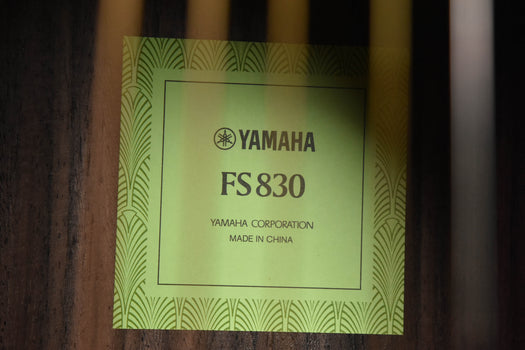 YAMAHA
FS830
YAMAHA CORPORATION
MADE IN CHINA